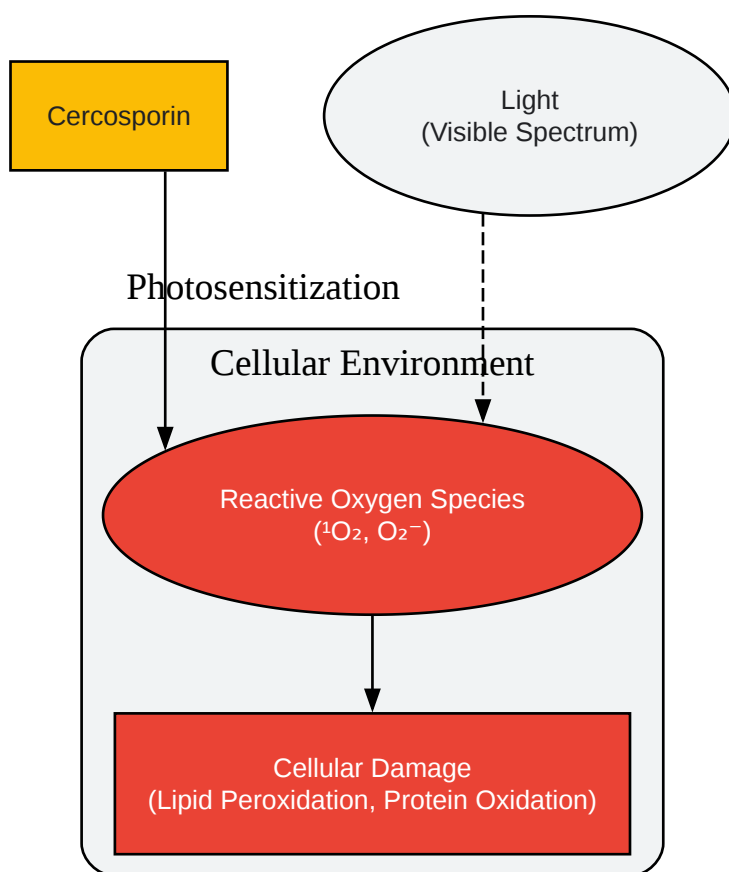 Cercosporin
Light
(Visible Spectrum)
Photosensitization
Cellular Environment
Reactive Oxygen Species
(¹O₂, O₂⁻)
Cellular Damage
(Lipid Peroxidation, Protein Oxidation)